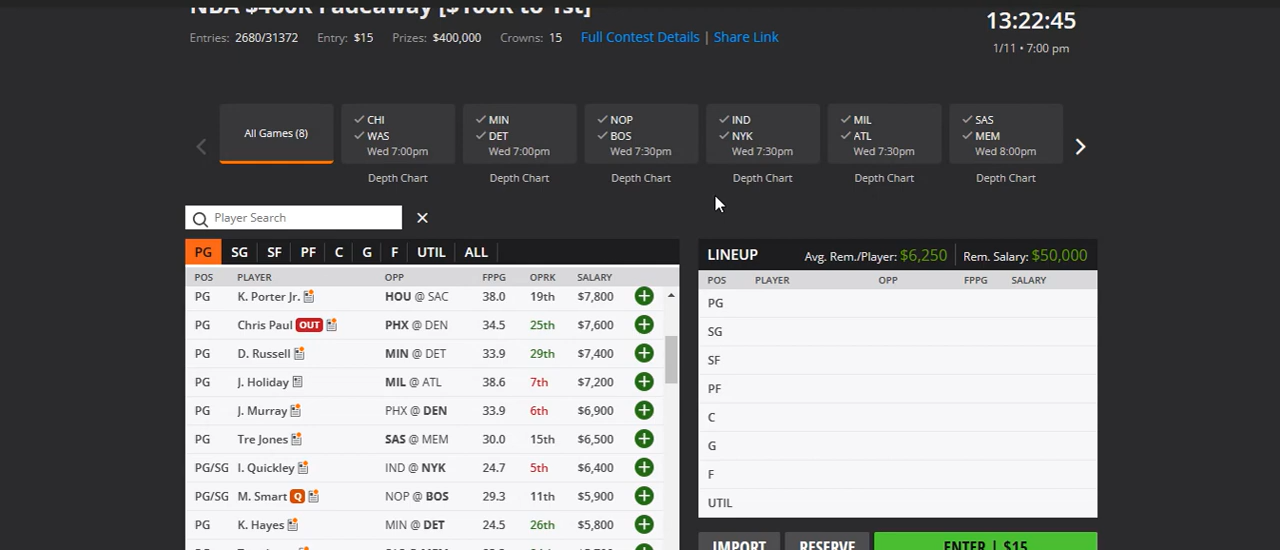 NBA $400K Fadeaway [$100K to 1st]
13:22:45
Entries: 2680/31372 Entry: $15 Prizes: $400,000 Crowns: 15 Full Contest Details | Share Link
1/11 • 7:00 pm
All Games (8)
CHI
WAS
Wed 7:00pm
Depth Chart
MIN
DET
Wed 7:00pm
Depth Chart
NOP
BOS
Wed 7:30pm
Depth Chart
IND
NYK
Wed 7:30pm
Depth Chart
MIL
ATL
Wed 7:30pm
Depth Chart
SAS
MEM
Wed 8:00pm
Depth Chart
Player Search
PG SG SF PF C G F UTIL ALL
POS PLAYER OPP FPPG OPRK SALARY
PG K. Porter Jr. HOU @ SAC 38.0 19th $7,800
PG Chris Paul OUT PHX @ DEN 34.5 25th $7,600
PG D. Russell MIN @ DET 33.9 29th $7,400
PG J. Holiday MIL @ ATL 38.6 7th $7,200
PG J. Murray PHX @ DEN 33.9 6th $6,900
PG Tre Jones SAS @ MEM 30.0 15th $6,500
PG/SG I. Quickley IND @ NYK 24.7 5th $6,400
PG/SG M. Smart Q NOP @ BOS 29.3 11th $5,900
PG K. Hayes MIN @ DET 24.5 26th $5,800
LINEUP Avg. Rem./Player: $6,250 Rem. Salary: $50,000
POS PLAYER OPP FPPG SALARY
PG
SG
SF
PF
C
G
F
UTIL
IMPORT RESERVE ENTER | $15